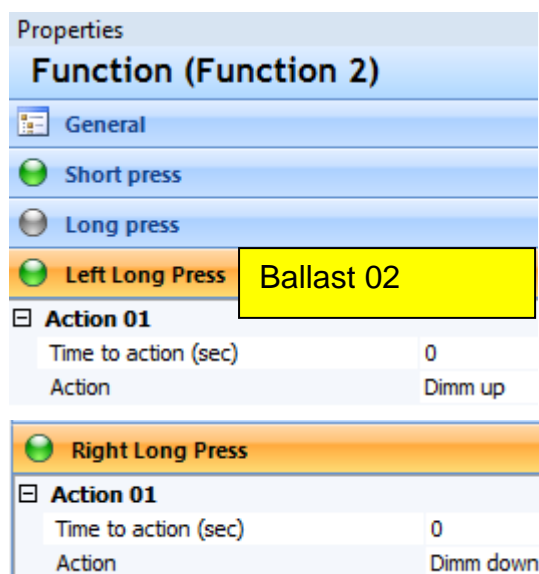 Properties
Function (Function 2)
General
Short press
Long press
Left Long Press Ballast 02
Action 01
Time to action (sec) 0
Action Dimm up
Right Long Press
Action 01
Time to action (sec) 0
Action Dimm down